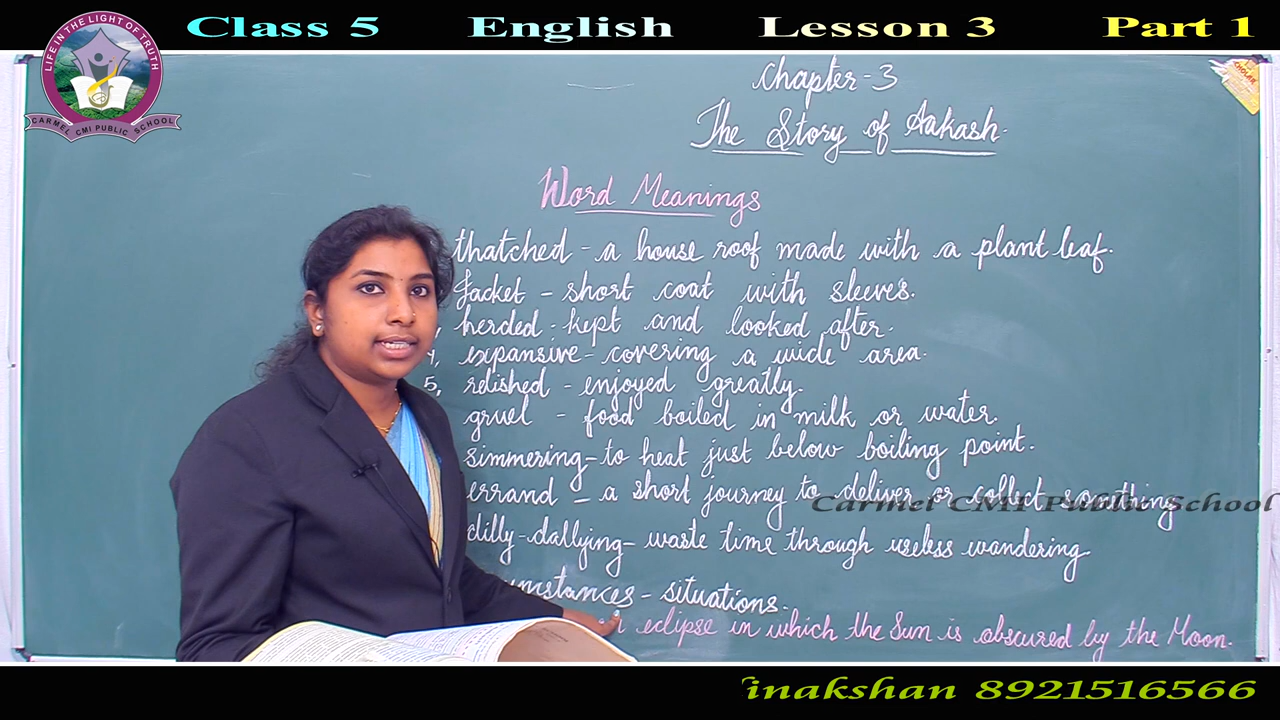 LIFE IN THE LIGHT OF TRUTH
CARMEL CMI PUBLIC SCHOOL
Class 5 English Lesson 3 Part 1
Chapter-3
The Story of Aakash.
Word Meanings
thatched - a house roof made with a plant leaf.
Jacket - short coat with sleeves.
, herded - kept and looked after.
4, expansive - covering a wide area.
5, relished - enjoyed greatly.
gruel - food boiled in milk or water.
simmering - to heat just below boiling point.
errand - a short journey to deliver or collect something
Carmel CMI Public School
dilly-dallying - waste time through useless wandering
umstances - situations.
eclipse in which the Sun is obscured by the Moon.
inakshan 8921516566